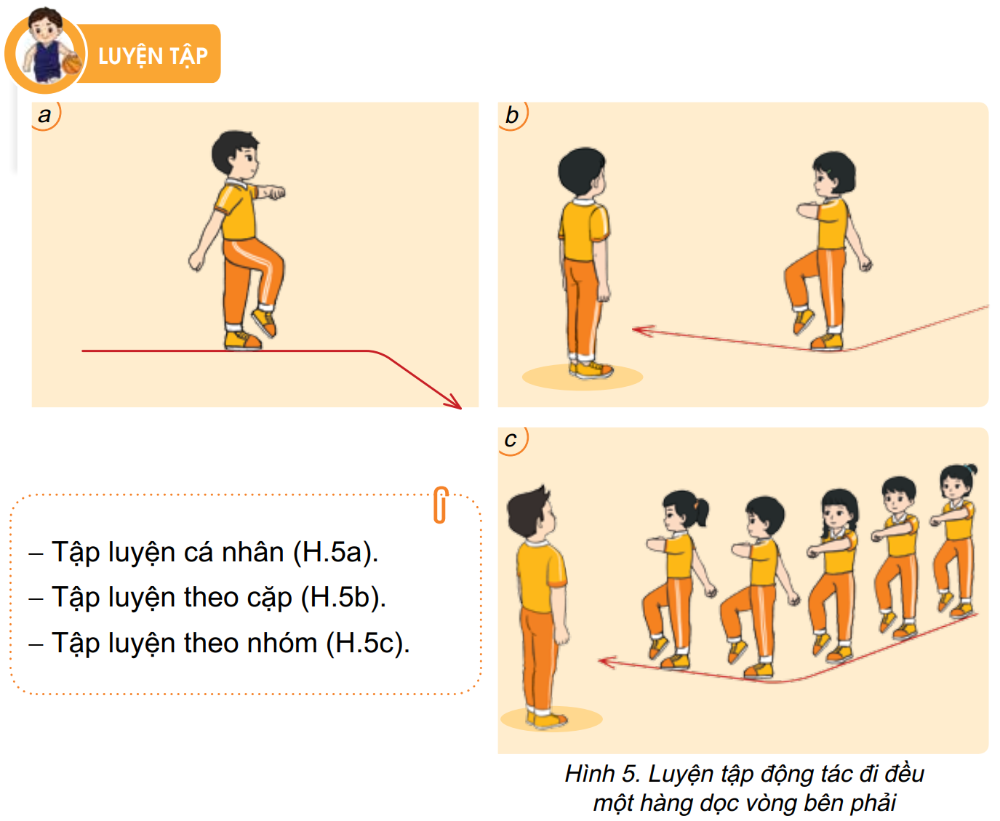 LUYỆN TẬP
a
b
c
– Tập luyện cá nhân (H.5a).
– Tập luyện theo cặp (H.5b).
– Tập luyện theo nhóm (H.5c).
Hình 5. Luyện tập động tác đi đều
một hàng dọc vòng bên phải